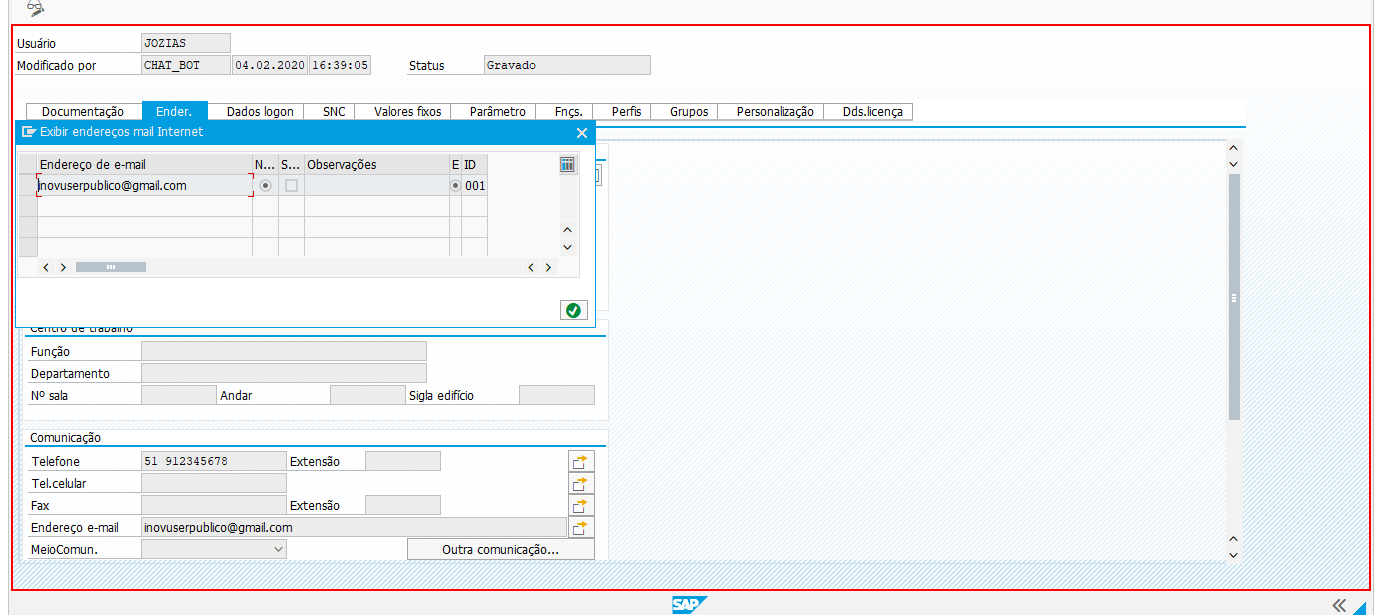 Usuário JOZIAS
Modificado por CHAT_BOT 04.02.2020 16:39:05 Status Gravado
Documentação Ender. Dados logon SNC Valores fixos Parâmetro Fnçs. Perfis Grupos Personalização Dds.licença
Exibir endereços mail Internet
Endereço de e-mail N... S... Observações E ID
inovuserpublico@gmail.com 001
Centro de trabalho
Função
Departamento
Nº sala Andar Sigla edifício
Comunicação
Telefone 51 912345678 Extensão
Tel.celular
Fax Extensão
Endereço e-mail inovuserpublico@gmail.com
MeioComun. Outra comunicação...
SAP